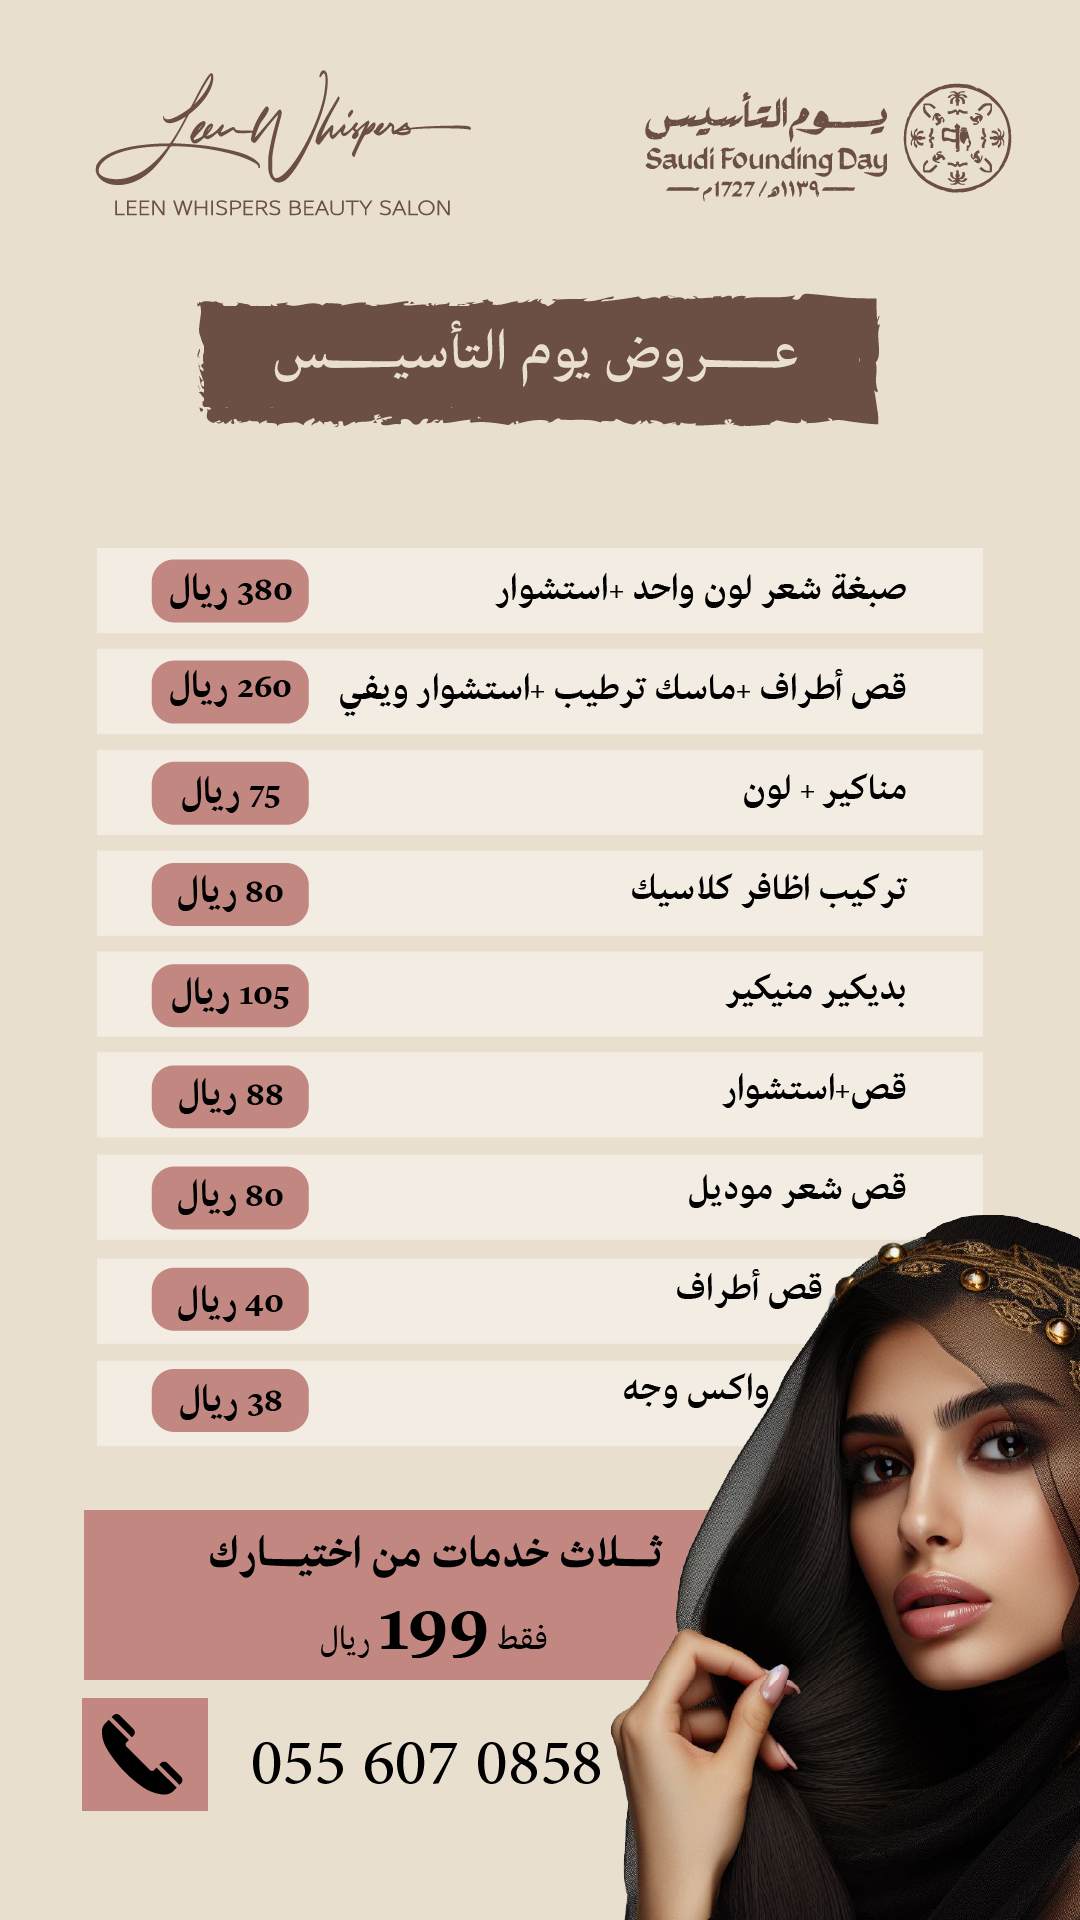 Leen Whispers
LEEN WHISPERS BEAUTY SALON
يـــوم التأسيس
Saudi Founding Day
١١٣٩هـ / 1727م
عـــروض يوم التأسيـــس
صبغة شعر لون واحد +استشوار 380 ريال
قص أطراف +ماسك ترطيب +استشوار ويفي 260 ريال
مناكير + لون 75 ريال
تركيب اظافر كلاسيك 80 ريال
بديكير منيكير 105 ريال
قص+استشوار 88 ريال
قص شعر موديل 80 ريال
قص أطراف 40 ريال
واكس وجه 38 ريال
ثـــلاث خدمات من اختيـــارك
فقط 199 ريال
055 607 0858